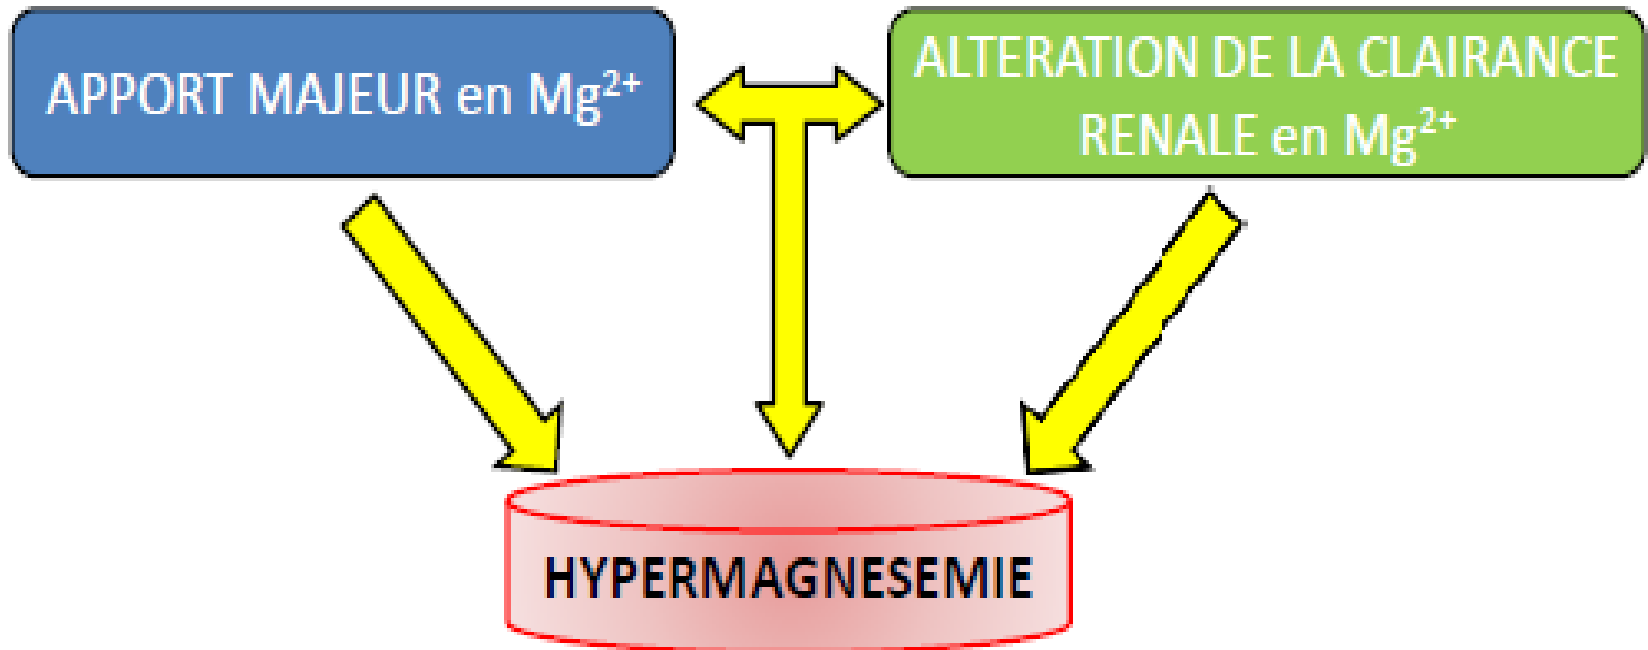 APPORT MAJEUR en Mg²⁺
ALTERATION DE LA CLAIRANCE
RENALE en Mg²⁺
HYPERMAGNESEMIE